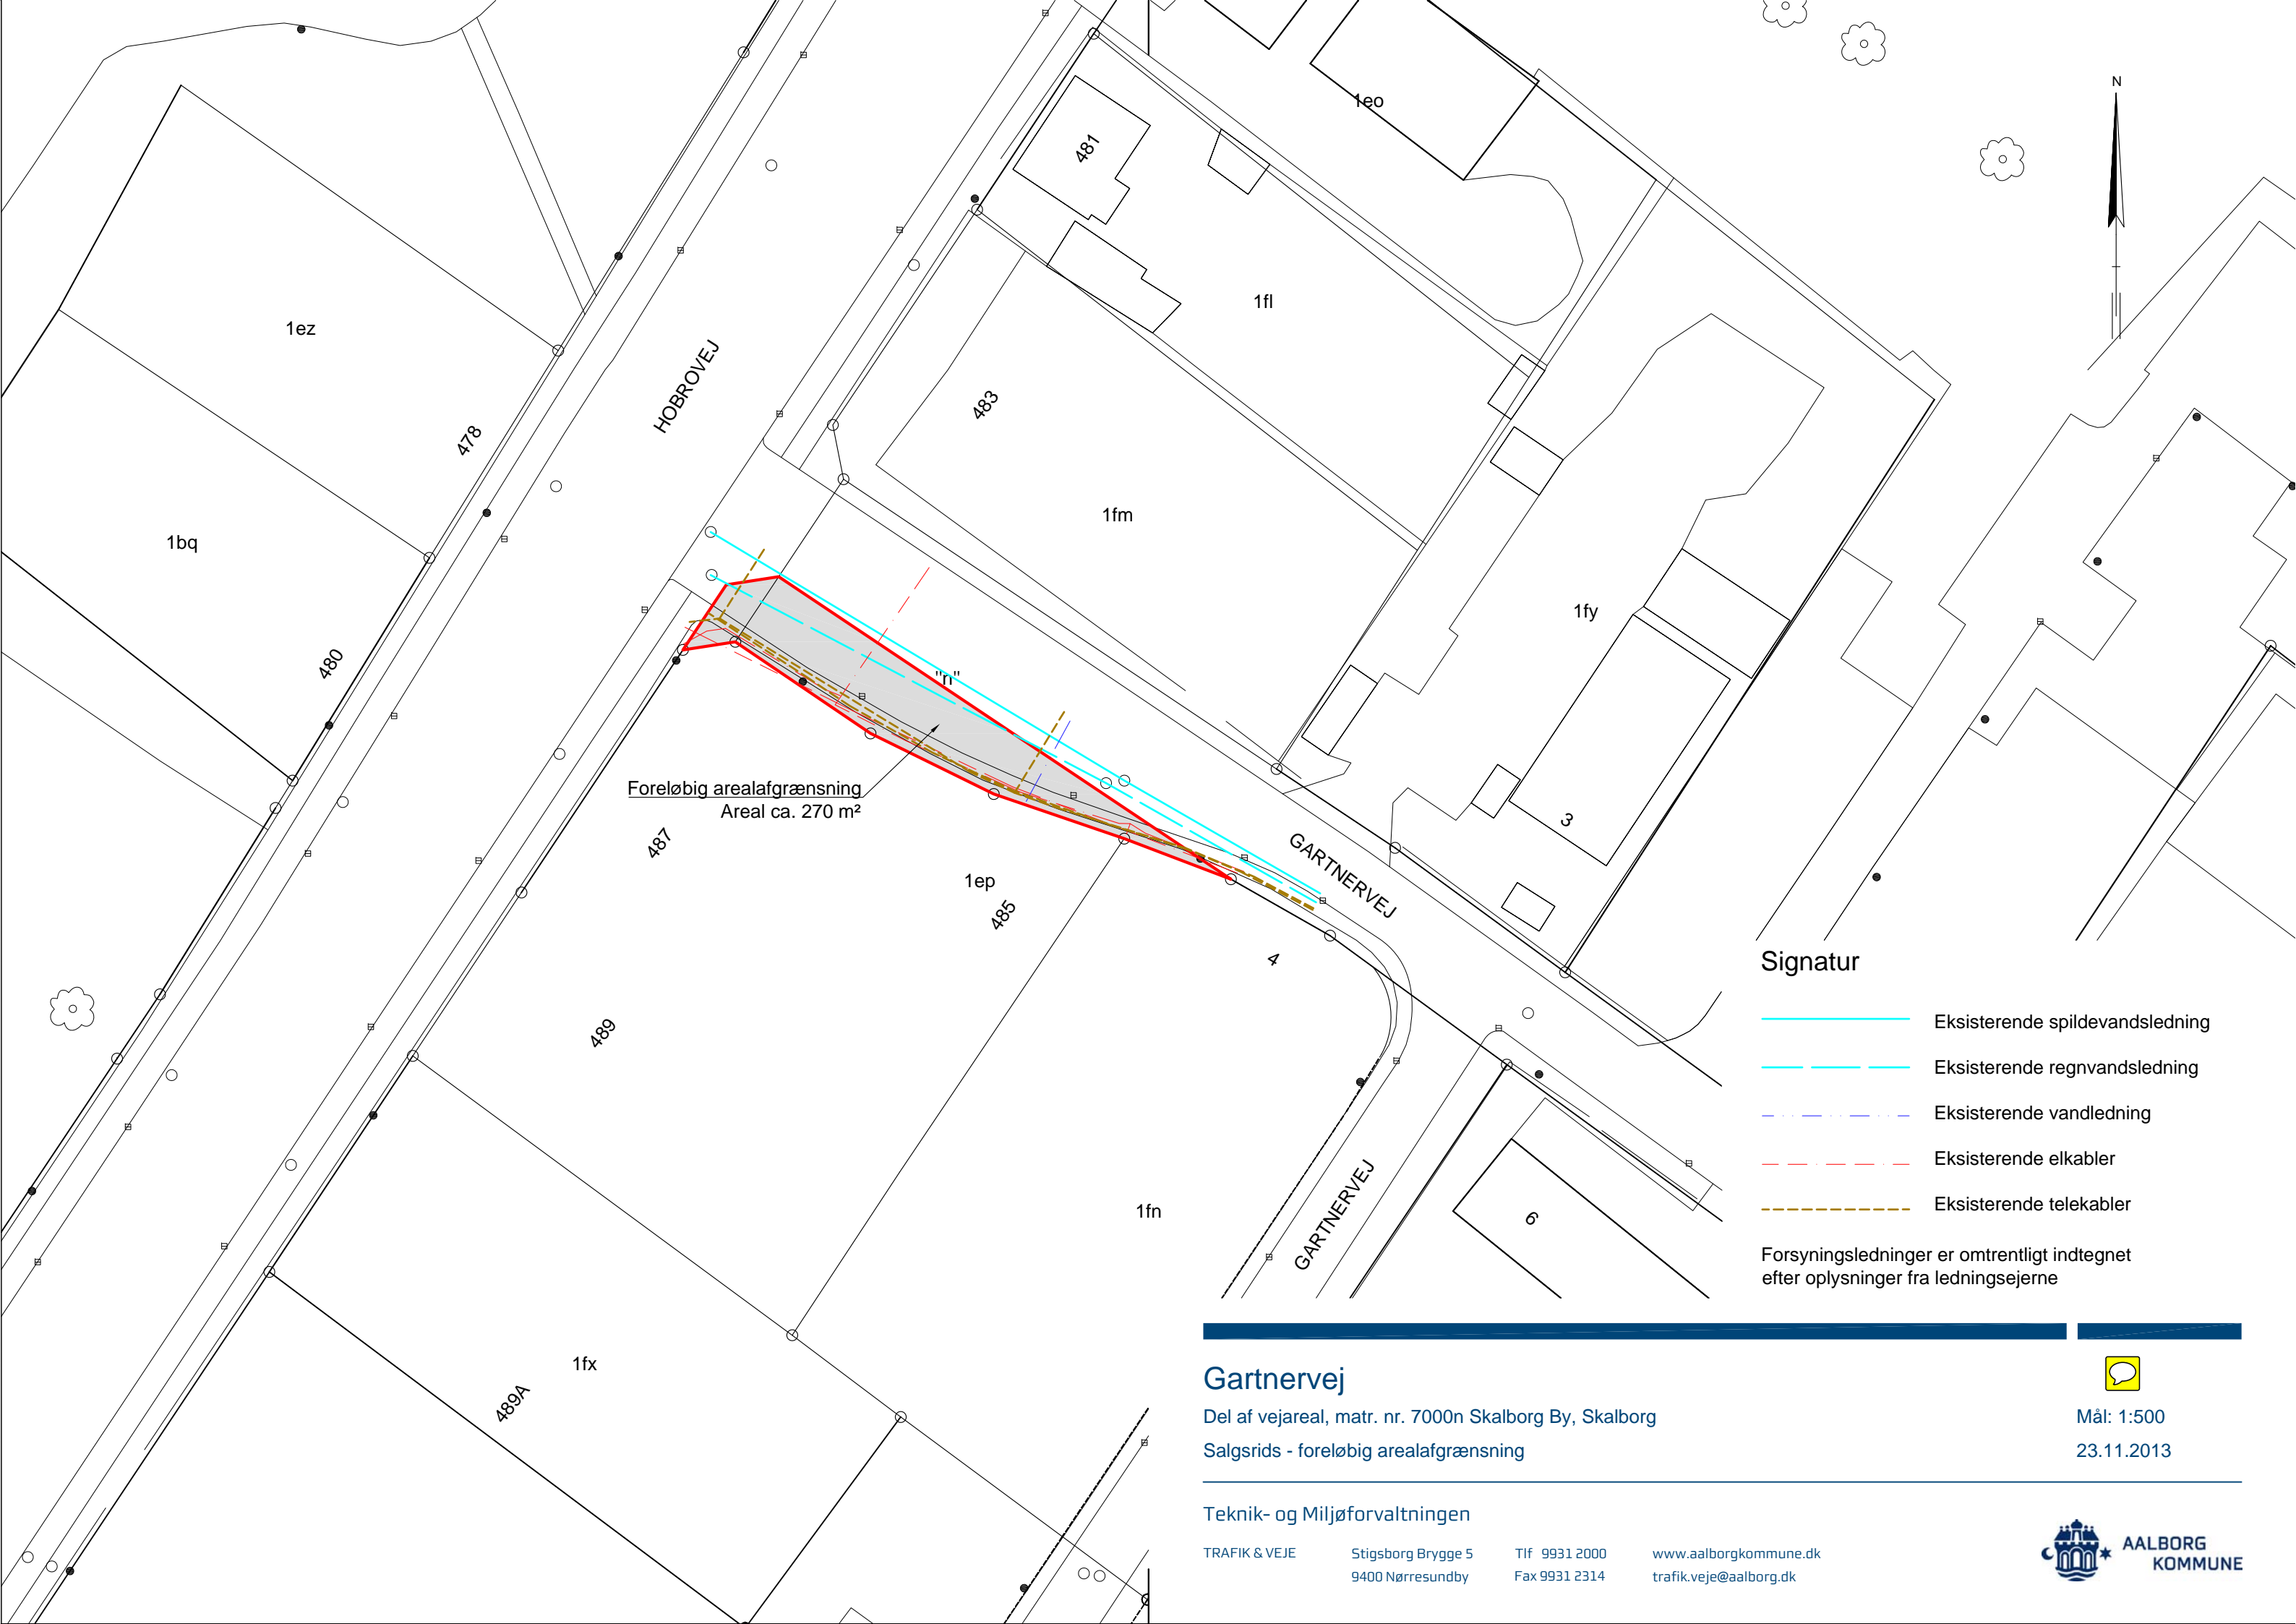 N
1eo
481
1fl
1ez
HOBROVEJ
483
478
1fm
1bq
1fy
480
"n"
Foreløbig arealafgrænsning
Areal ca. 270 m²
3
487
GARTNERVEJ
1ep
485
4
489
1fn
GARTNERVEJ
6
1fx
489A
Signatur
Eksisterende spildevandsledning
Eksisterende regnvandsledning
Eksisterende vandledning
Eksisterende elkabler
Eksisterende telekabler
Forsyningsledninger er omtrentligt indtegnet
efter oplysninger fra ledningsejerne
Gartnervej
Del af vejareal, matr. nr. 7000n Skalborg By, Skalborg
Mål: 1:500
Salgsrids - foreløbig arealafgrænsning
23.11.2013
Teknik- og Miljøforvaltningen
TRAFIK & VEJE
Stigsborg Brygge 5
Tlf 9931 2000
www.aalborgkommune.dk
9400 Nørresundby
Fax 9931 2314
trafik.veje@aalborg.dk
AALBORG
KOMMUNE